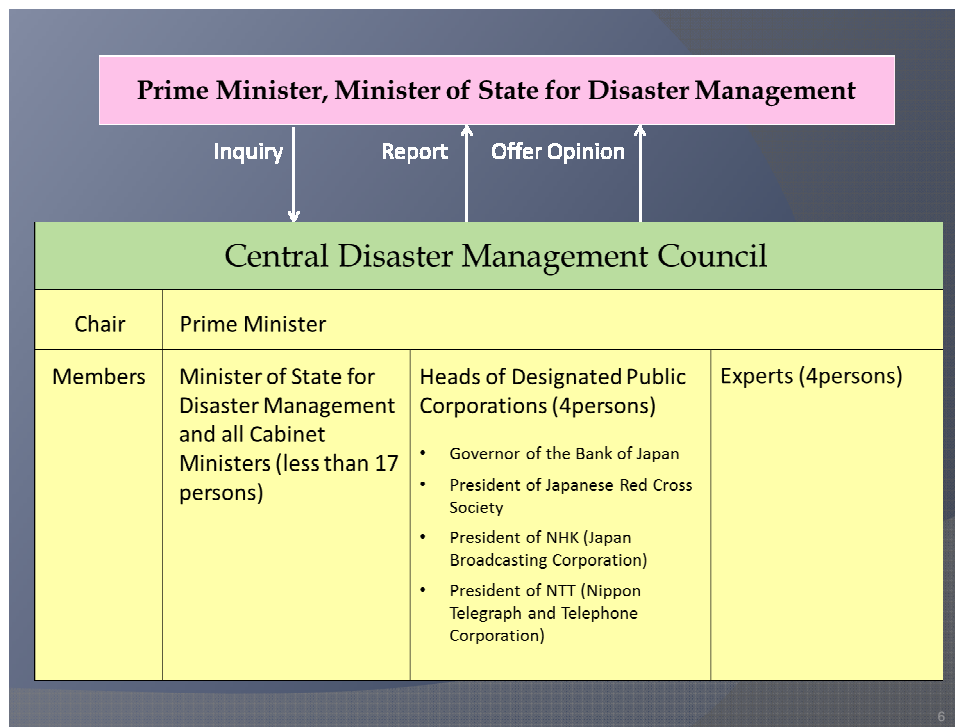 Prime Minister, Minister of State for Disaster Management
Inquiry
Report
Offer Opinion
Central Disaster Management Council
Chair
Prime Minister
Members
Minister of State for
Disaster Management
and all Cabinet
Ministers (less than 17
persons)
Heads of Designated Public
Corporations (4persons)
• Governor of the Bank of Japan
• President of Japanese Red Cross
Society
• President of NHK (Japan
Broadcasting Corporation)
• President of NTT (Nippon
Telegraph and Telephone
Corporation)
Experts (4persons)
6